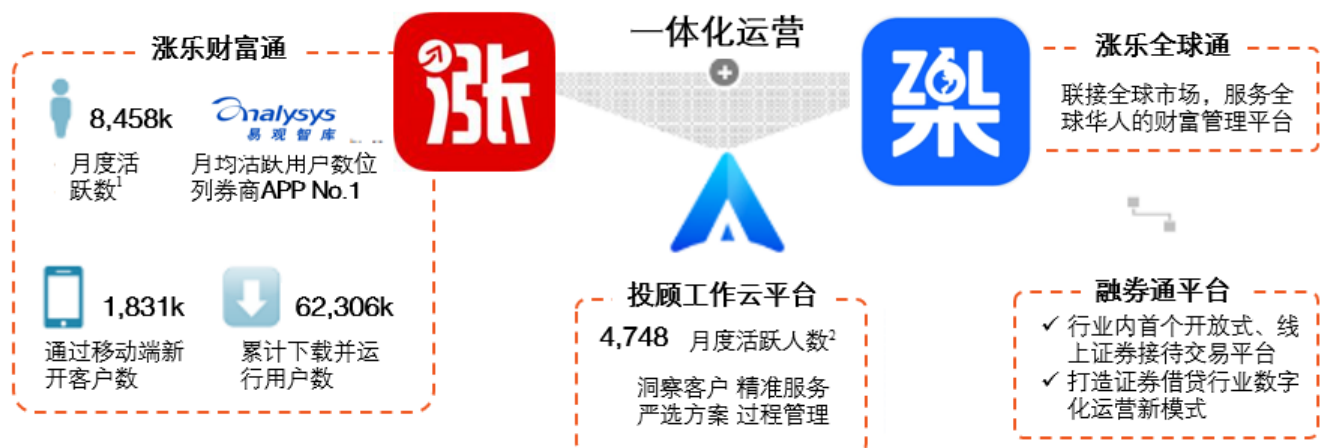 涨乐财富通
8,458k
月度活
跃数1
analysys
易观智库
月均活跃用户数位
列券商APP No.1
1,831k
通过移动端新
开客户数
62,306k
累计下载并运
行用户数
涨
一体化运营
投顾工作云平台
4,748 月度活跃人数2
洞察客户 精准服务
严选方案 过程管理
ZGL
涨乐全球通
联接全球市场，服务全
球华人的财富管理平台
融券通平台
✓ 行业内首个开放式、线
上证券接待交易平台
✓ 打造证券借贷行业数字
化运营新模式